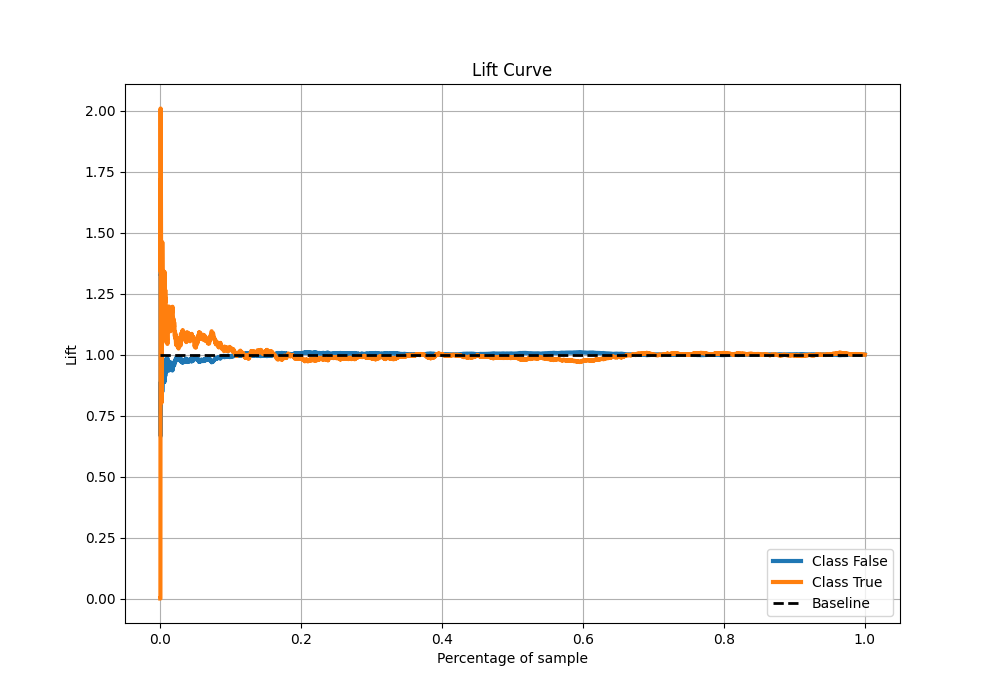 Lift Curve
2.00
1.75
1.50
1.25
1.00
0.75
0.50
0.25
0.00
Lift
0.0 0.2 0.4 0.6 0.8 1.0
Percentage of sample
Class False
Class True
Baseline